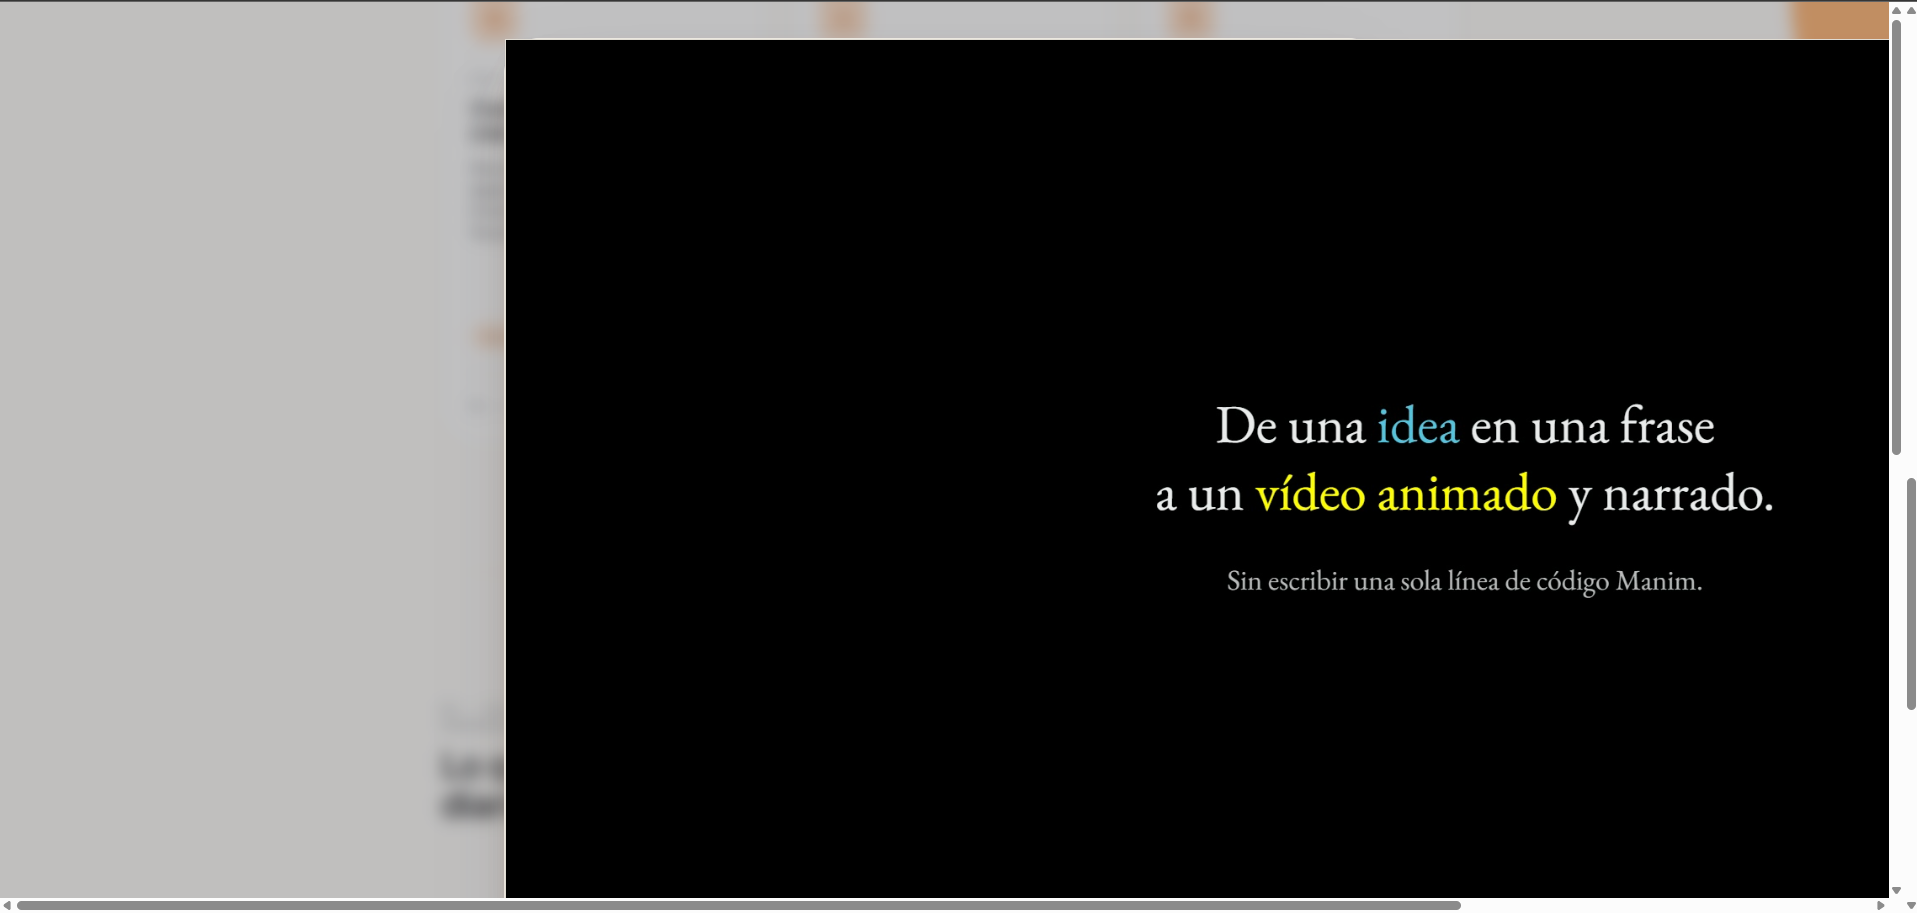 De una idea en una frase
a un vídeo animado y narrado.
Sin escribir una sola línea de código Manim.